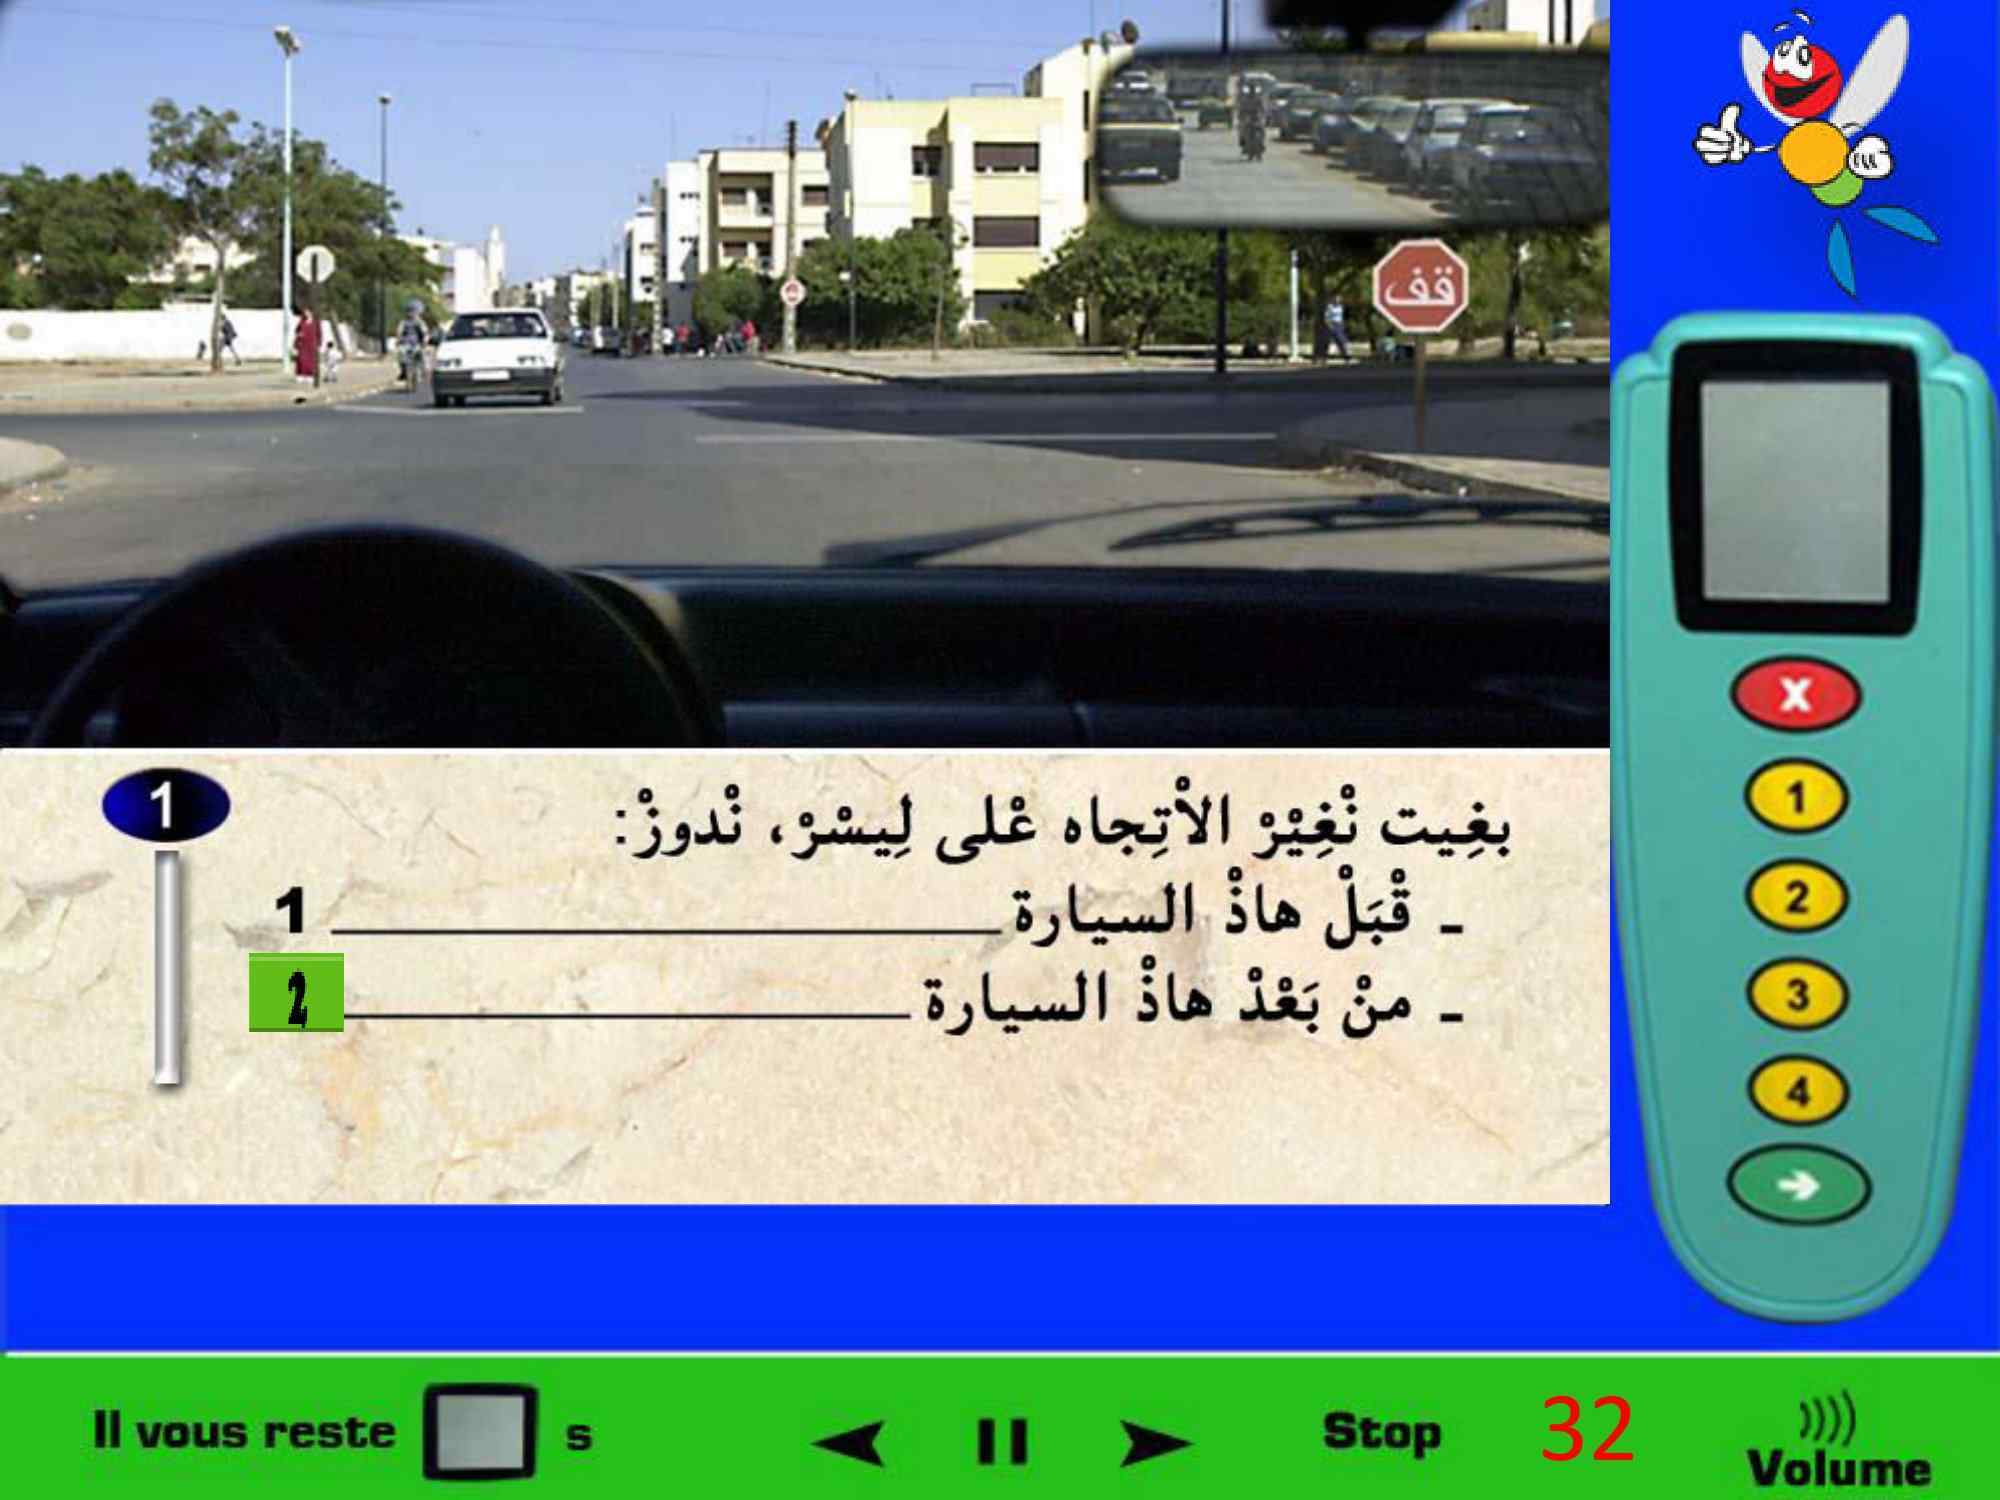 قف
X
1
2
3
4
1
بغِيت نْغِيْرْ الاْتِجاه عْلى لِيسْرْ، نْدوزْ:
ـ قْبَلْ هاذْ السيارة 1
ـ منْ بَعْدْ هاذْ السيارة 2
Il vous reste s
Stop
32
Volume